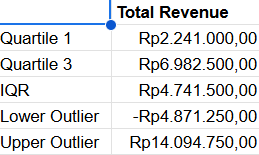 Total Revenue
Quartile 1 Rp2.241.000,00
Quartile 3 Rp6.982.500,00
IQR Rp4.741.500,00
Lower Outlier -Rp4.871.250,00
Upper Outlier Rp14.094.750,00